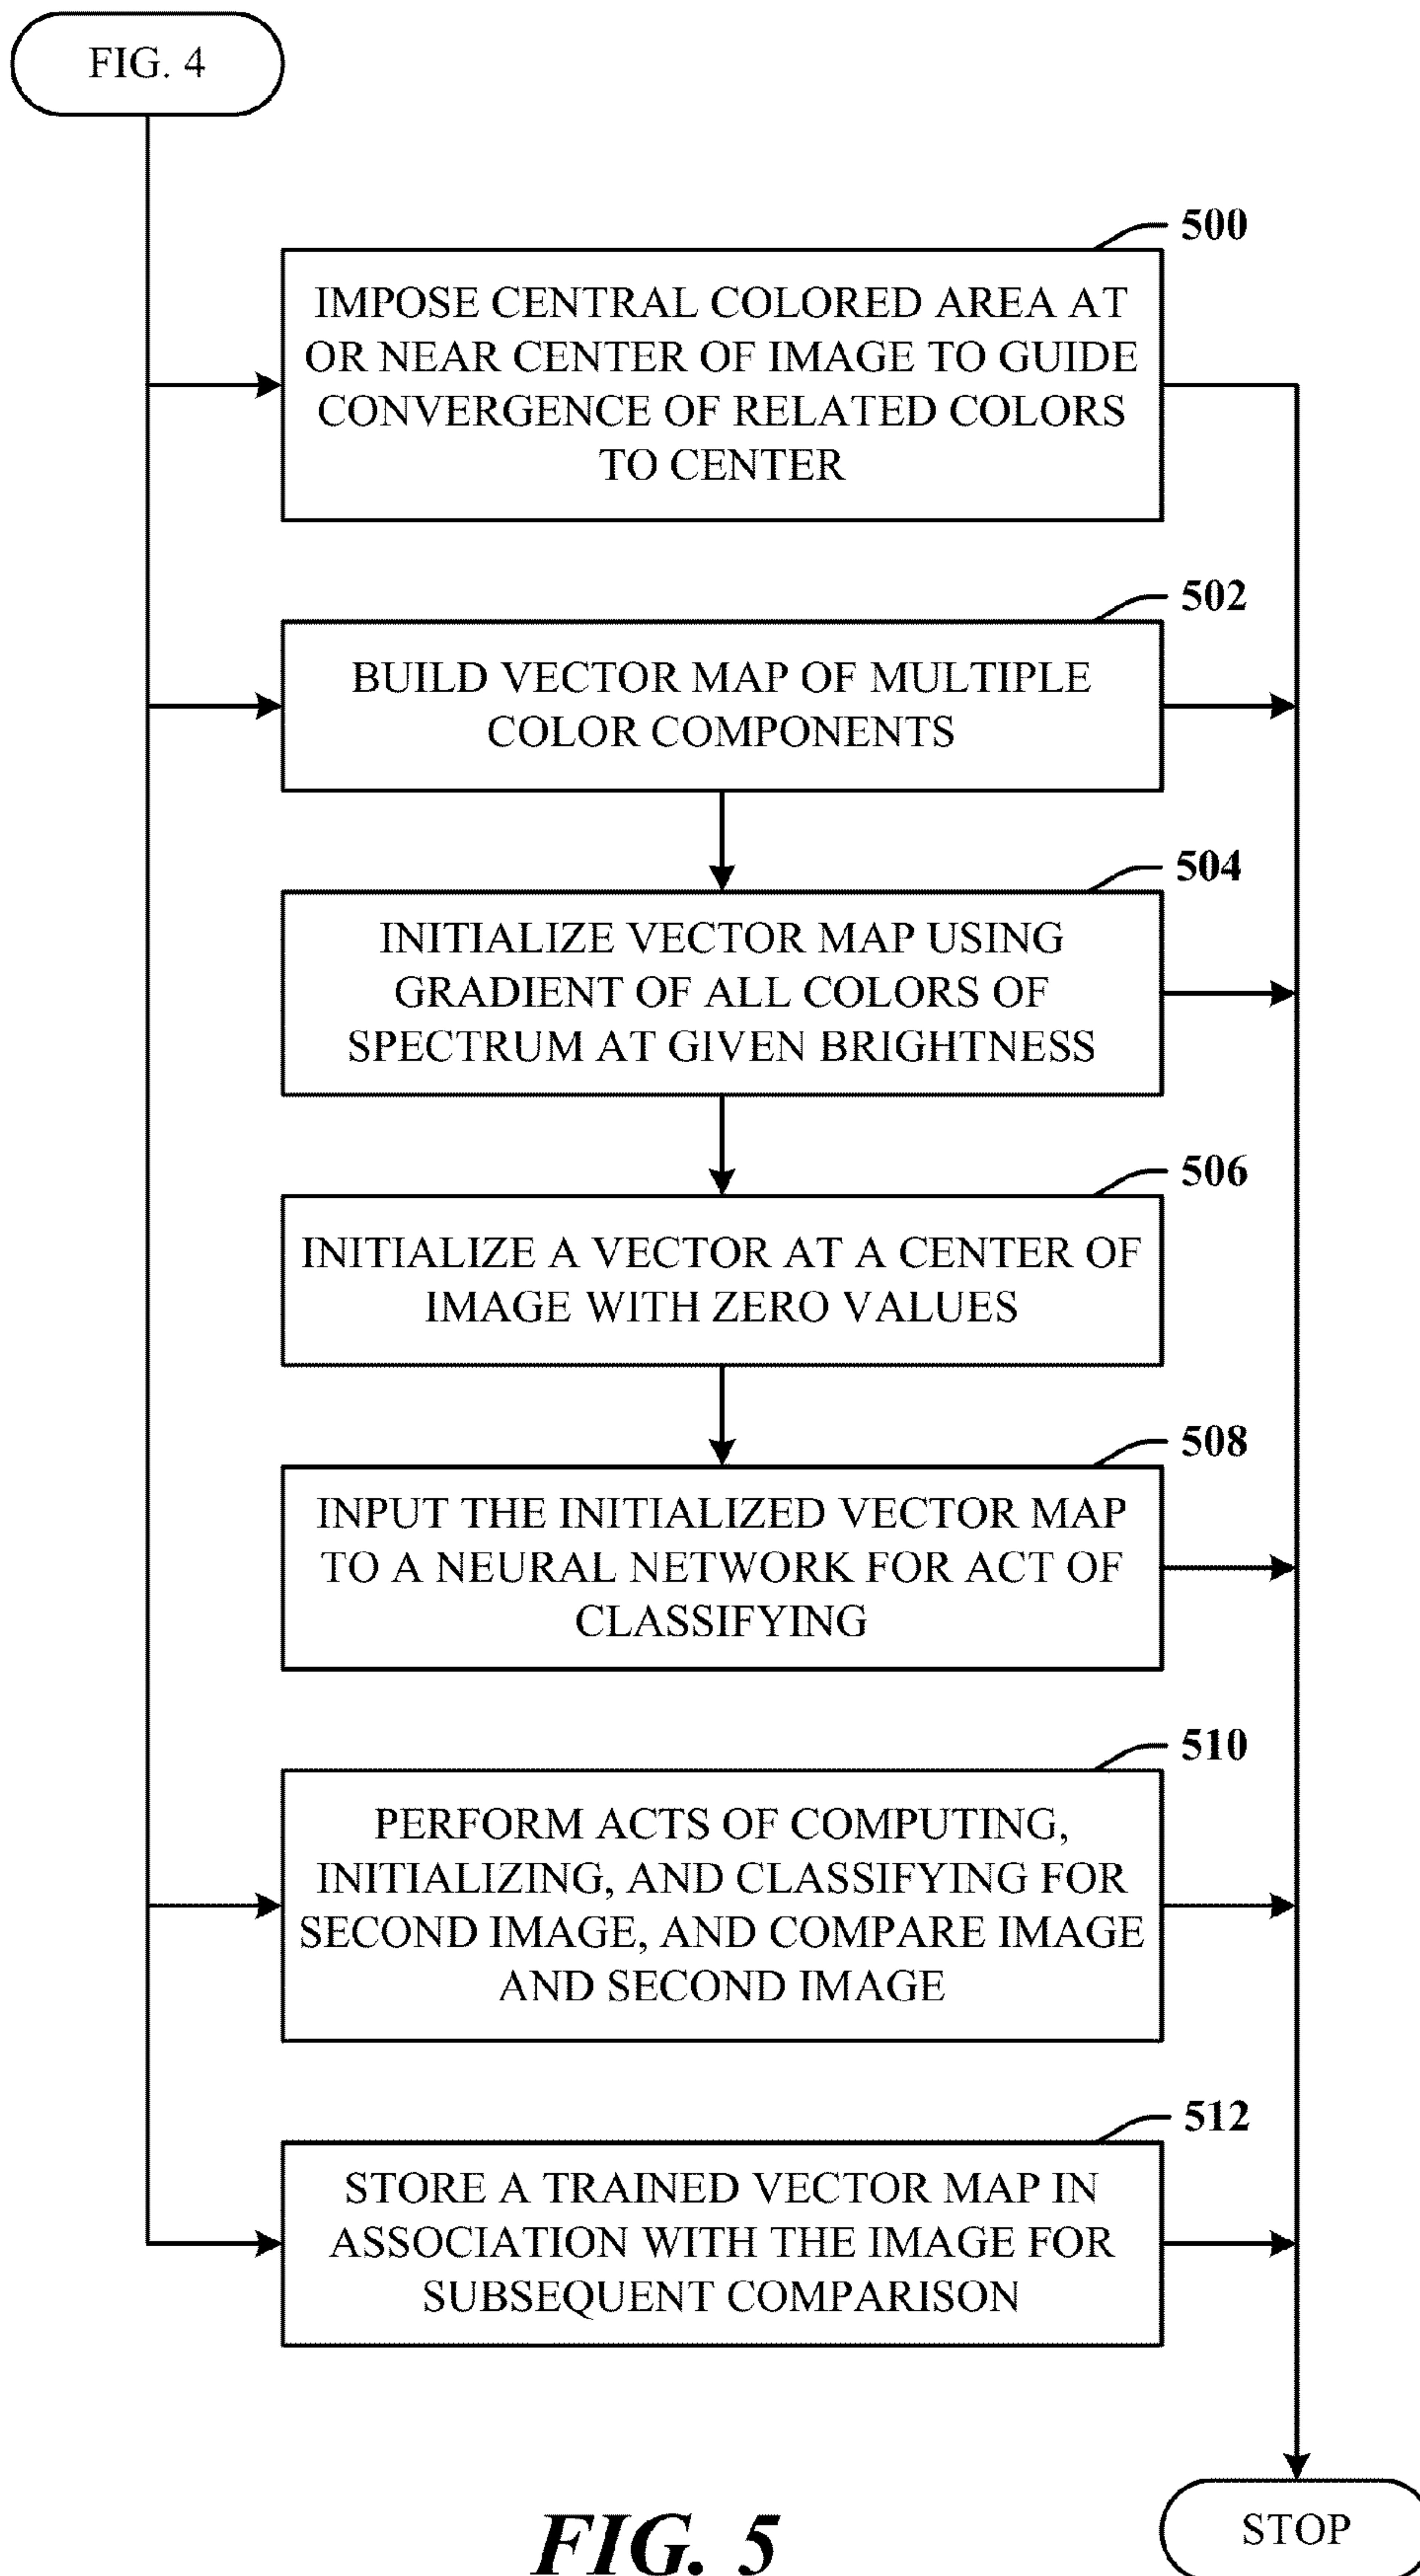 FIG. 4
500
IMPOSE CENTRAL COLORED AREA AT
OR NEAR CENTER OF IMAGE TO GUIDE
CONVERGENCE OF RELATED COLORS
TO CENTER
502
BUILD VECTOR MAP OF MULTIPLE
COLOR COMPONENTS
504
INITIALIZE VECTOR MAP USING
GRADIENT OF ALL COLORS OF
SPECTRUM AT GIVEN BRIGHTNESS
506
INITIALIZE A VECTOR AT A CENTER OF
IMAGE WITH ZERO VALUES
508
INPUT THE INITIALIZED VECTOR MAP
TO A NEURAL NETWORK FOR ACT OF
CLASSIFYING
510
PERFORM ACTS OF COMPUTING,
INITIALIZING, AND CLASSIFYING FOR
SECOND IMAGE, AND COMPARE IMAGE
AND SECOND IMAGE
512
STORE A TRAINED VECTOR MAP IN
ASSOCIATION WITH THE IMAGE FOR
SUBSEQUENT COMPARISON
STOP
FIG. 5